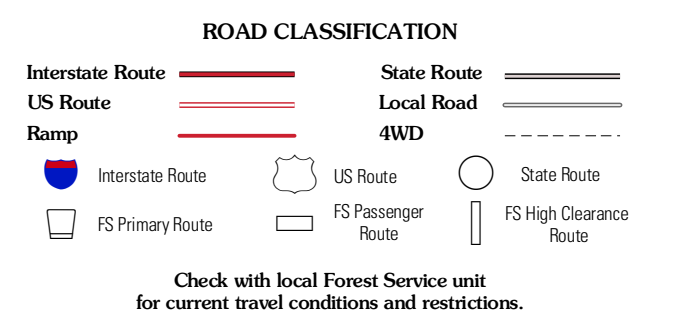 ROAD CLASSIFICATION
Interstate Route
State Route
US Route
Local Road
Ramp
4WD
Interstate Route
US Route
State Route
FS Primary Route
FS Passenger
Route
FS High Clearance
Route
Check with local Forest Service unit
for current travel conditions and restrictions.